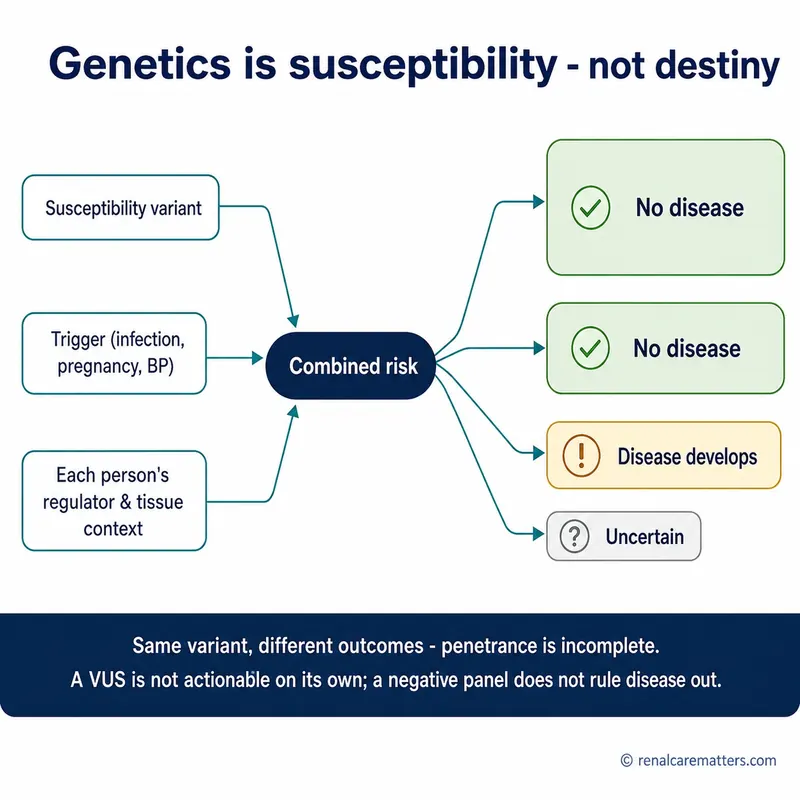 Genetics is susceptibility - not destiny
Susceptibility variant
Trigger (infection,
pregnancy, BP)
Each person's
regulator & tissue
context
Combined risk
No disease
No disease
Disease develops
Uncertain
Same variant, different outcomes - penetrance is incomplete.
A VUS is not actionable on its own; a negative panel does not rule disease out.
© renalcarematters.com